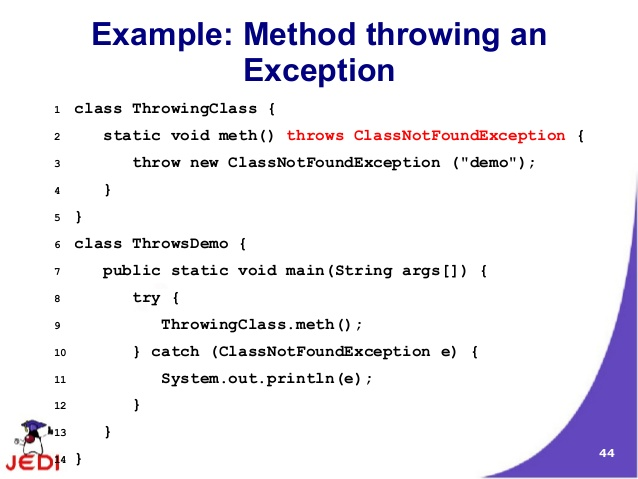 Example: Method throwing an
Exception
1 class ThrowingClass {
2 static void meth() throws ClassNotFoundException {
3 throw new ClassNotFoundException ("demo");
4 }
5 }
6 class ThrowsDemo {
7 public static void main(String args[]) {
8 try {
9 ThrowingClass.meth();
10 } catch (ClassNotFoundException e) {
11 System.out.println(e);
12 }
13 }
14 }
JEDI
44